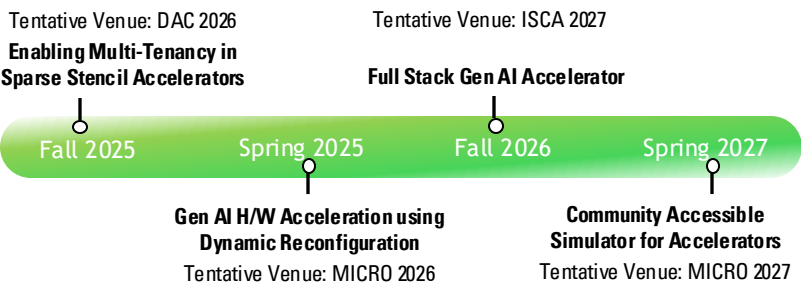 Tentative Venue: DAC 2026
Enabling Multi-Tenancy in
Sparse Stencil Accelerators
Tentative Venue: ISCA 2027
Full Stack Gen AI Accelerator
Fall 2025
Spring 2025
Fall 2026
Spring 2027
Gen AI H/W Acceleration using
Dynamic Reconfiguration
Tentative Venue: MICRO 2026
Community Accessible
Simulator for Accelerators
Tentative Venue: MICRO 2027